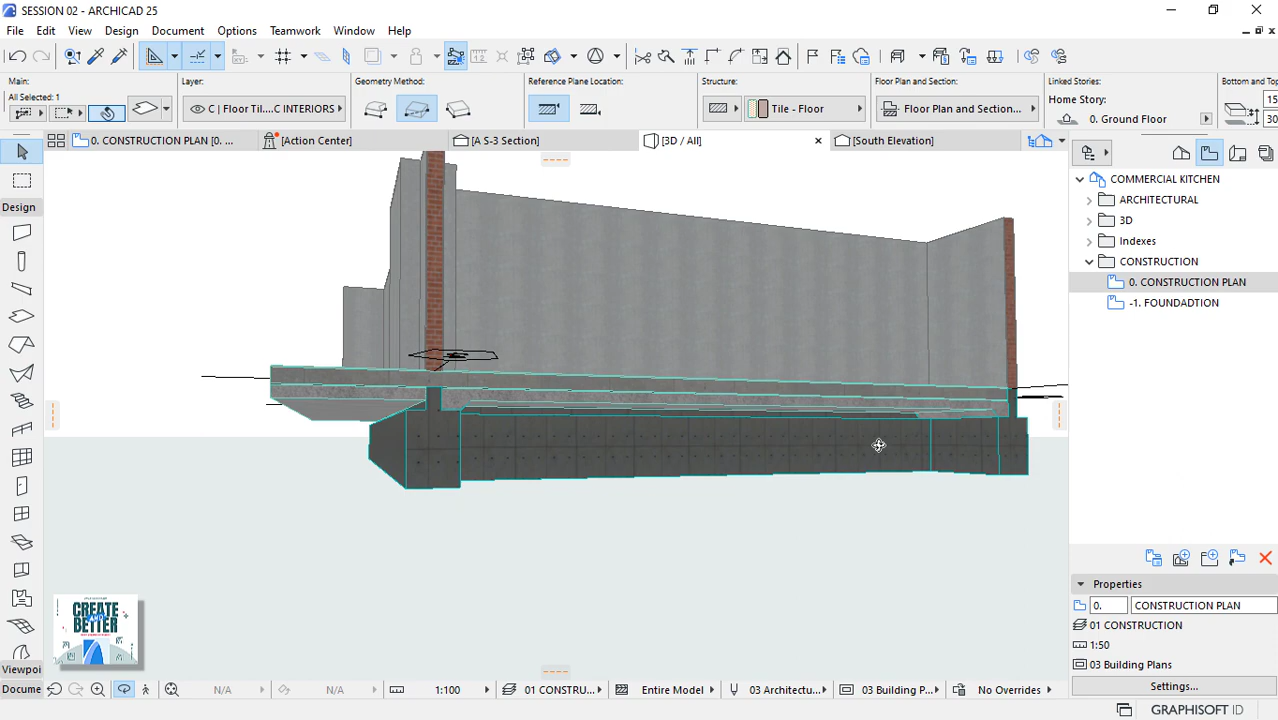 SESSION 02 - ARCHICAD 25
File Edit View Design Document Options Teamwork Window Help
Main:
All Selected: 1
Layer:
C | Floor Til....C INTERIORS
Geometry Method:
Reference Plane Location:
Structure:
Tile - Floor
Floor Plan and Section:
Floor Plan and Section...
Linked Stories:
Home Story:
0. Ground Floor
Bottom and To
15
30
0. CONSTRUCTION PLAN [0. ...
[Action Center]
[A S-3 Section]
[3D / All]
[South Elevation]
Design
COMMERCIAL KITCHEN
ARCHITECTURAL
3D
Indexes
CONSTRUCTION
0. CONSTRUCTION PLAN
-1. FOUNDADTION
CREATE
BETTER
Viewpoi
Docume
Properties
0. CONSTRUCTION PLAN
01 CONSTRUCTION
1:50
03 Building Plans
Settings...
N/A N/A 1:100 01 CONSTRU... Entire Model 03 Architectu... 03 Building P... No Overrides
GRAPHISOFT ID